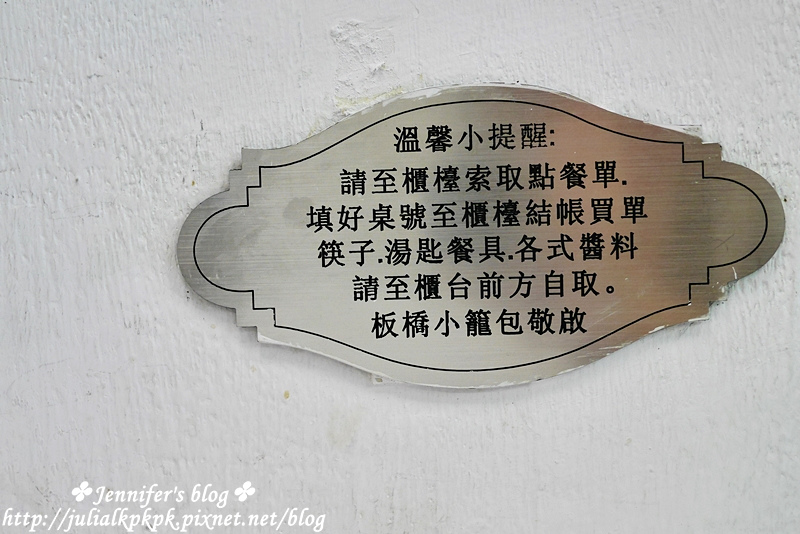 溫馨小提醒:
請至櫃檯索取點餐單.
填好桌號至櫃檯結帳買單
筷子.湯匙餐具.各式醬料
請至櫃台前方自取。
板橋小籠包敬啟
✤Jennifer's blog✤
http://julialkpkpk.pixnet.net/blog